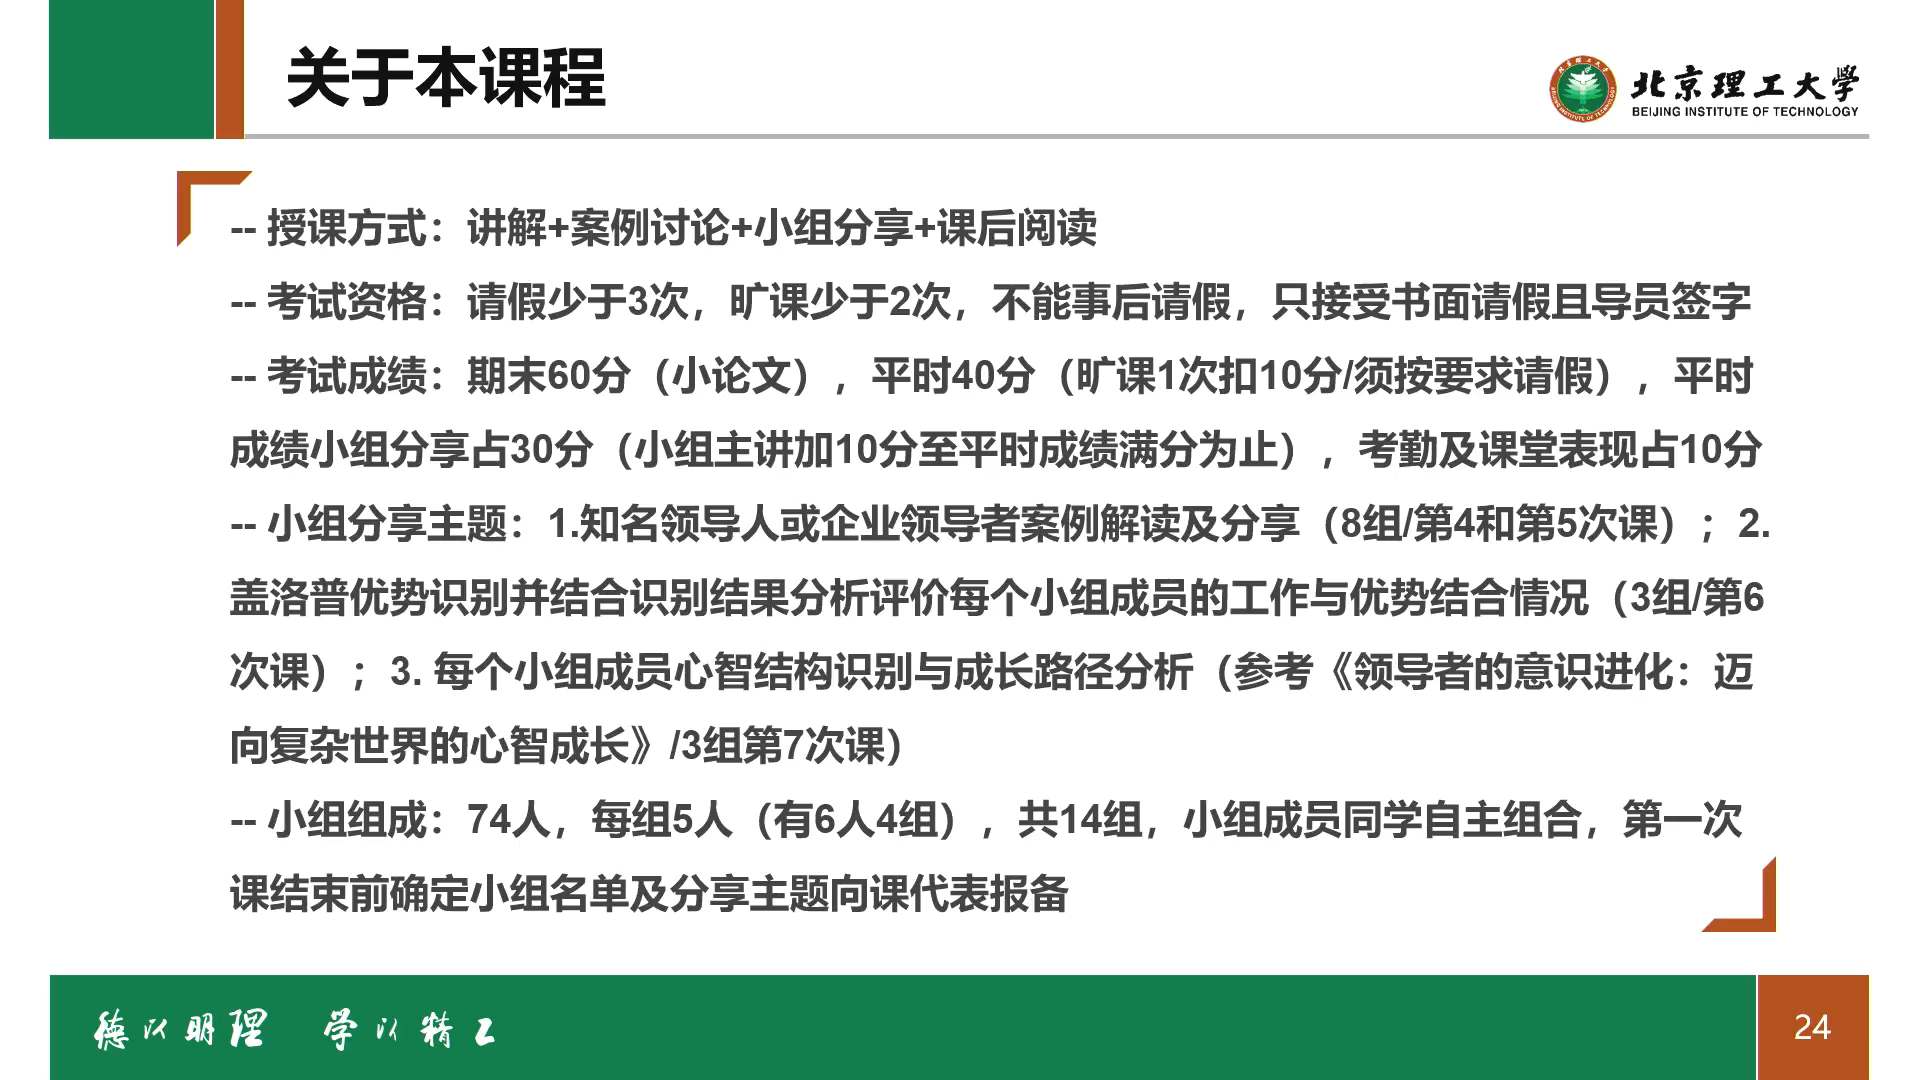 关于本课程
北京理工大学
BEIJING INSTITUTE OF TECHNOLOGY
-- 授课方式：讲解+案例讨论+小组分享+课后阅读
-- 考试资格：请假少于3次，旷课少于2次，不能事后请假，只接受书面请假且导员签字
-- 考试成绩：期末60分（小论文），平时40分（旷课1次扣10分/须按要求请假），平时
成绩小组分享占30分（小组主讲加10分至平时成绩满分为止），考勤及课堂表现占10分
-- 小组分享主题：1.知名领导人或企业领导者案例解读及分享（8组/第4和第5次课）；2.
盖洛普优势识别并结合识别结果分析评价每个小组成员的工作与优势结合情况（3组/第6
次课）；3. 每个小组成员心智结构识别与成长路径分析（参考《领导者的意识进化：迈
向复杂世界的心智成长》/3组第7次课）
-- 小组组成：74人，每组5人（有6人4组），共14组，小组成员同学自主组合，第一次
课结束前确定小组名单及分享主题向课代表报备
德以明理 学以精工
24